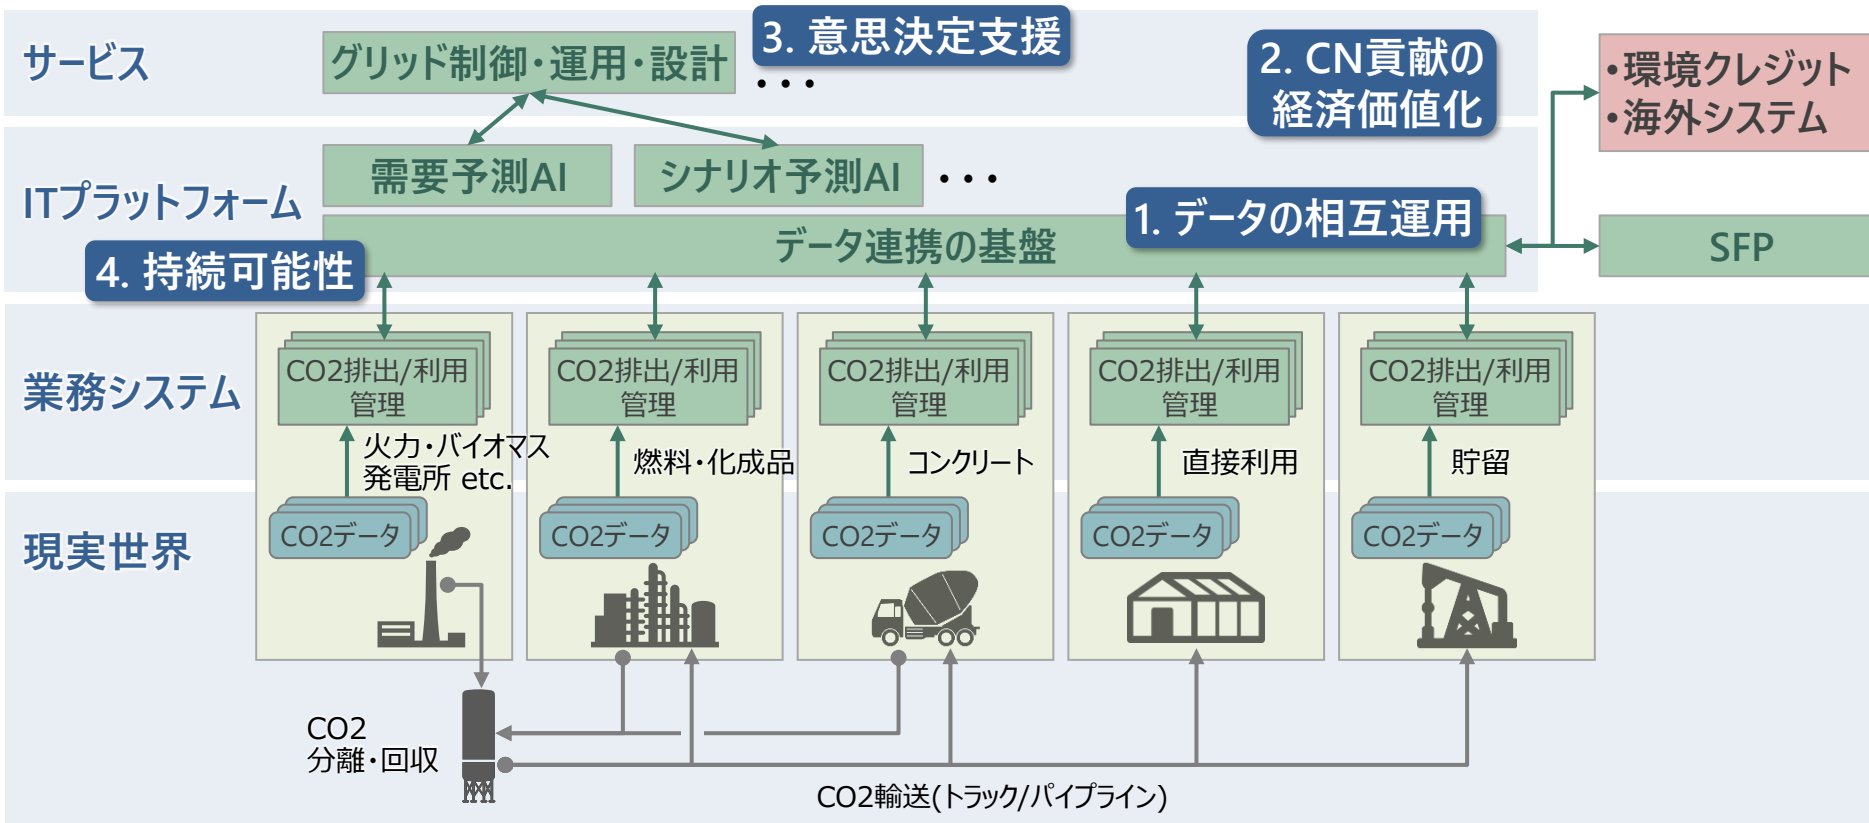 サービス
グリッド制御・運用・設計
3. 意思決定支援
・・・
2. CN貢献の
経済価値化
・環境クレジット
・海外システム
ITプラットフォーム
需要予測AI
シナリオ予測AI
・・・
1. データの相互運用
データ連携の基盤
SFP
4. 持続可能性
業務システム
CO2排出/利用
管理
CO2排出/利用
管理
CO2排出/利用
管理
CO2排出/利用
管理
CO2排出/利用
管理
火力・バイオマス
発電所 etc.
燃料・化成品
コンクリート
直接利用
貯留
現実世界
CO2データ
CO2データ
CO2データ
CO2データ
CO2データ
CO2
分離・回収
CO2輸送(トラック/パイプライン)